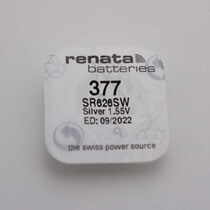 renata
batteries
377
SR626SW
Silver 1.55V
ED: 09/2022
the swiss power source